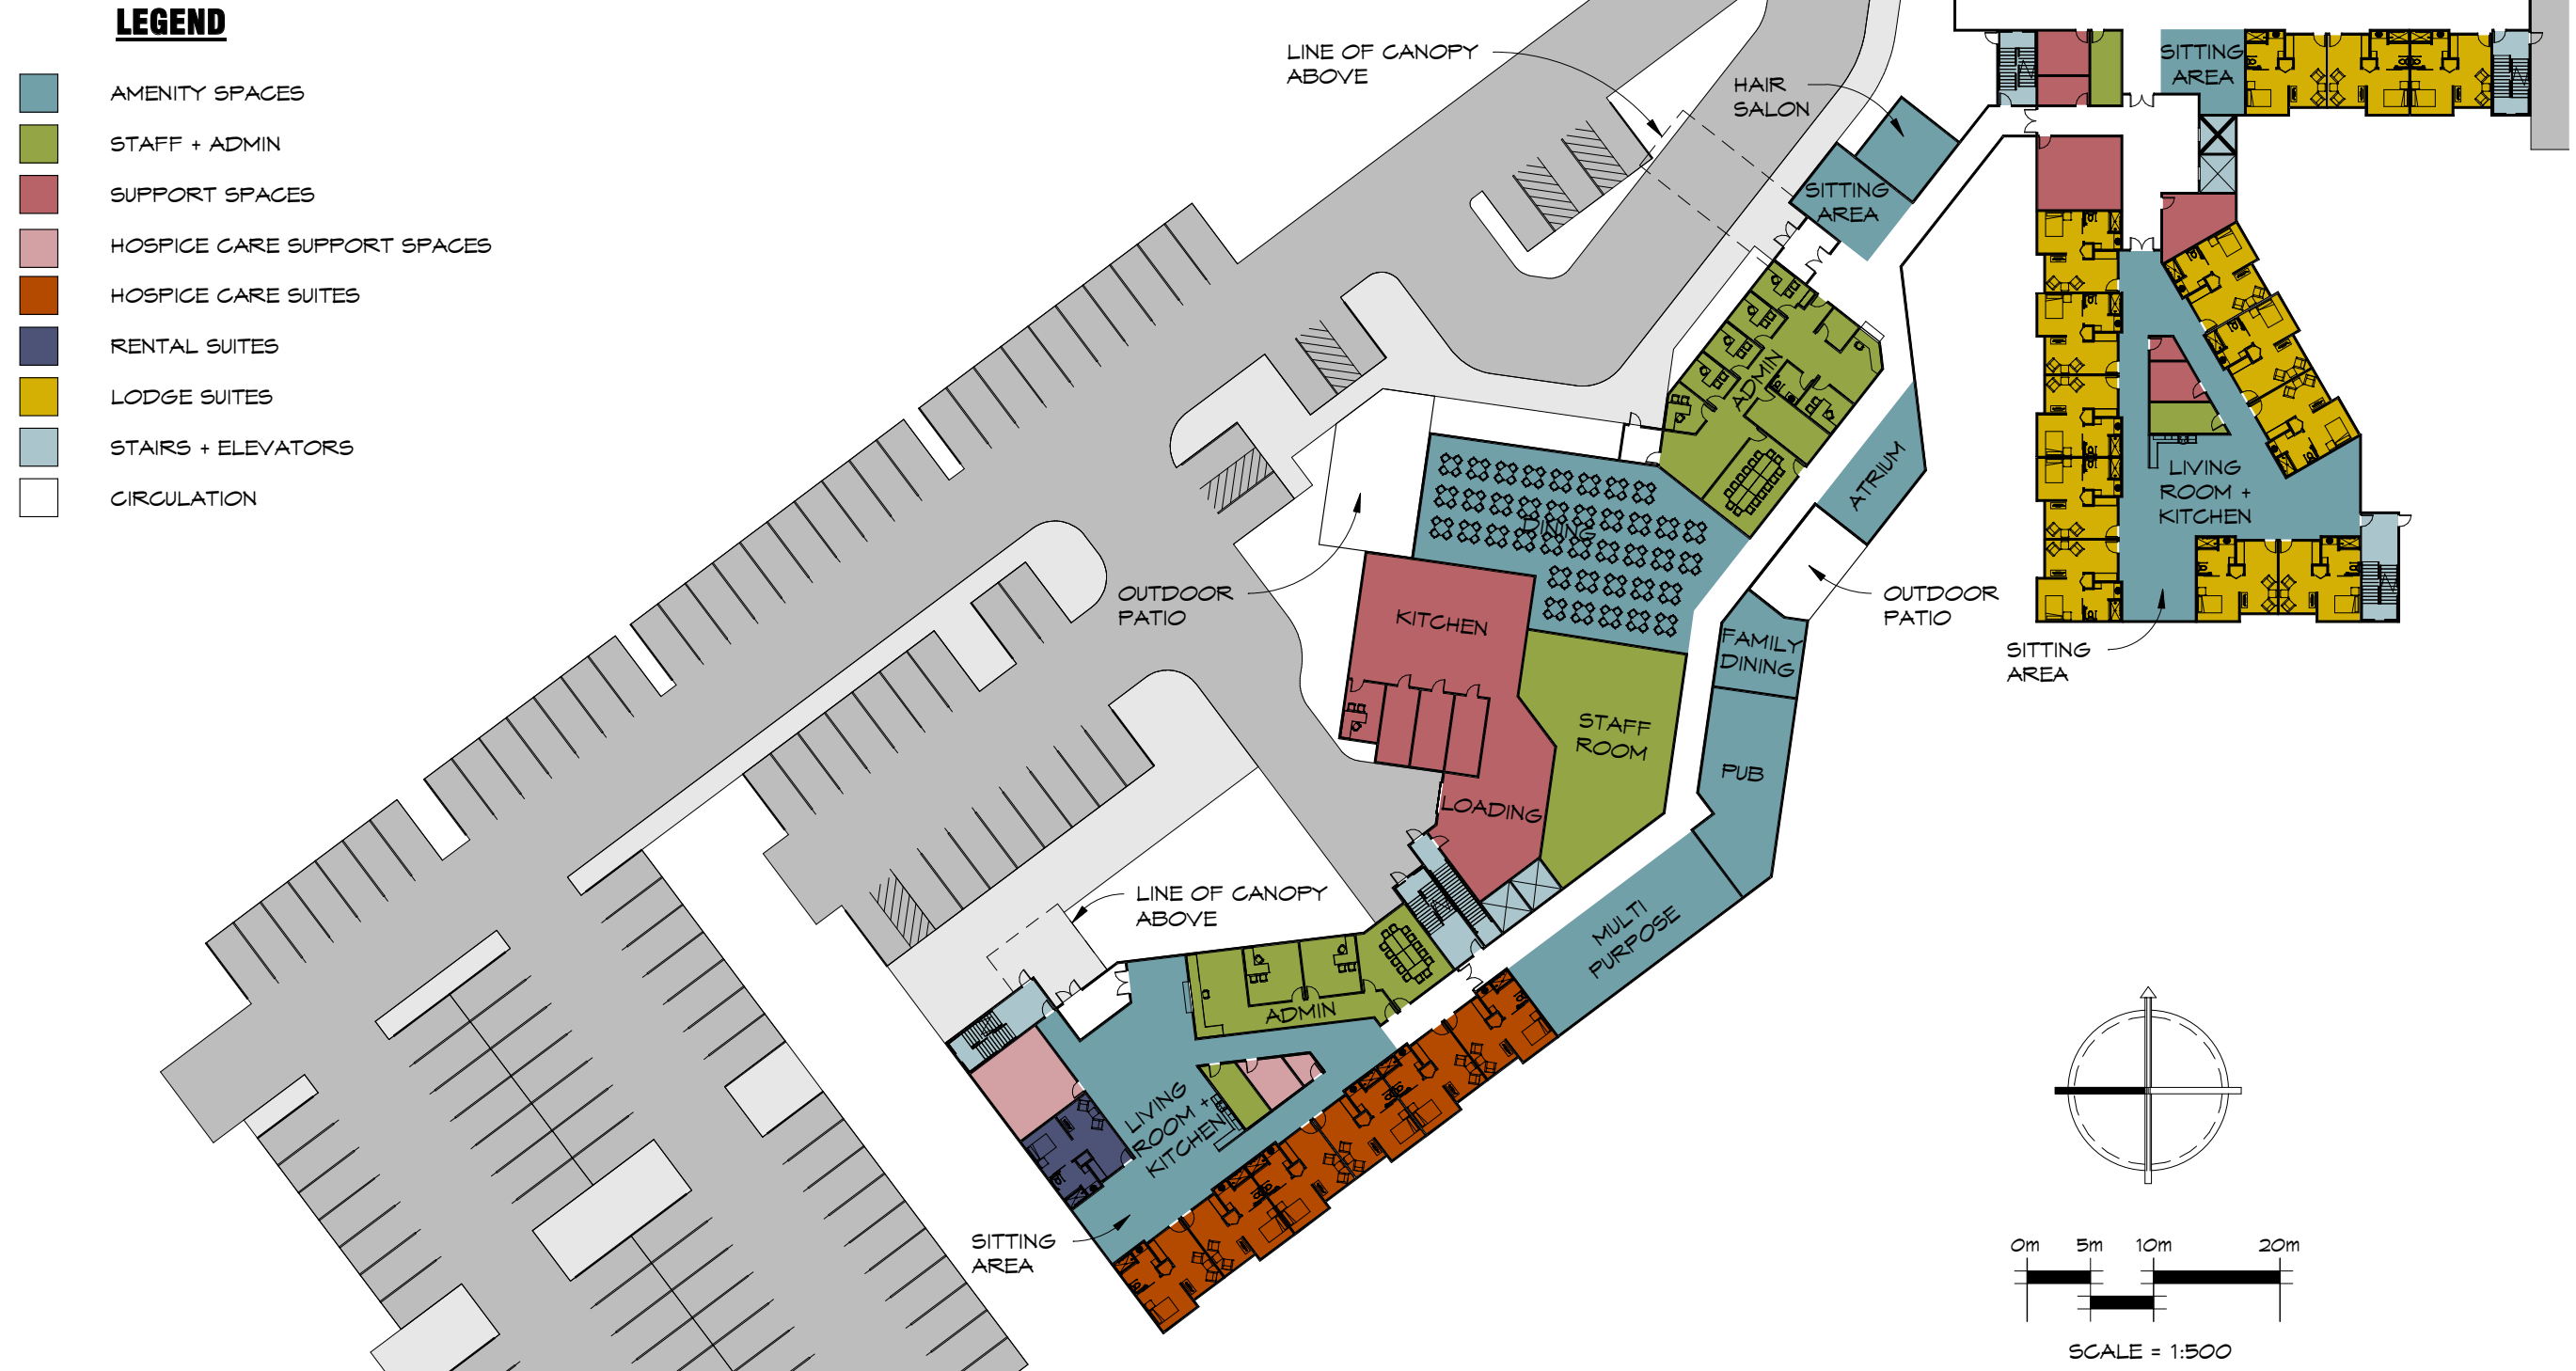 LEGEND
AMENITY SPACES
STAFF + ADMIN
SUPPORT SPACES
HOSPICE CARE SUPPORT SPACES
HOSPICE CARE SUITES
RENTAL SUITES
LODGE SUITES
STAIRS + ELEVATORS
CIRCULATION
LINE OF CANOPY
ABOVE
HAIR
SALON
SITTING
AREA
SITTING
AREA
ADMIN
ATRIUM
DINING
LIVING
ROOM +
KITCHEN
OUTDOOR
PATIO
OUTDOOR
PATIO
KITCHEN
FAMILY
DINING
SITTING
AREA
STAFF
ROOM
PUB
LOADING
LINE OF CANOPY
ABOVE
MULTI
PURPOSE
ADMIN
LIVING
ROOM +
KITCHEN
SITTING
AREA
0m 5m 10m 20m
SCALE = 1:500